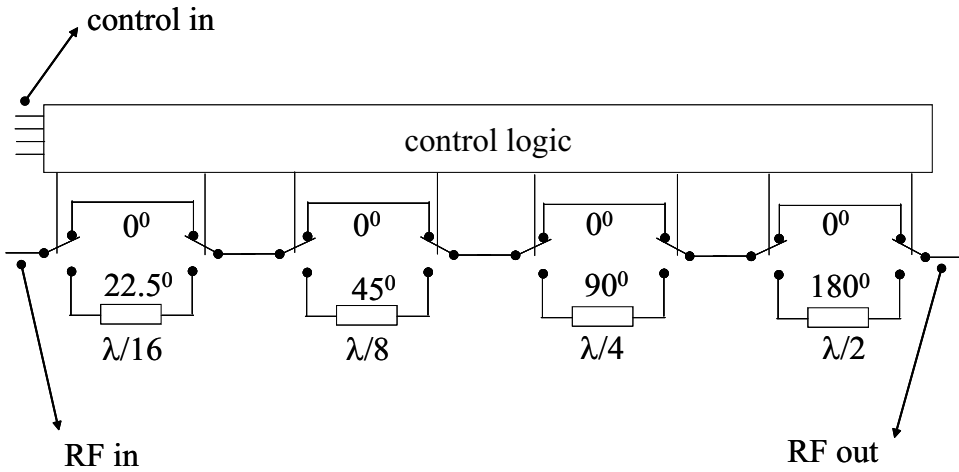 control in
control logic
0⁰ 0⁰ 0⁰ 0⁰
22.5⁰ 45⁰ 90⁰ 180⁰
λ/16 λ/8 λ/4 λ/2
RF in RF out